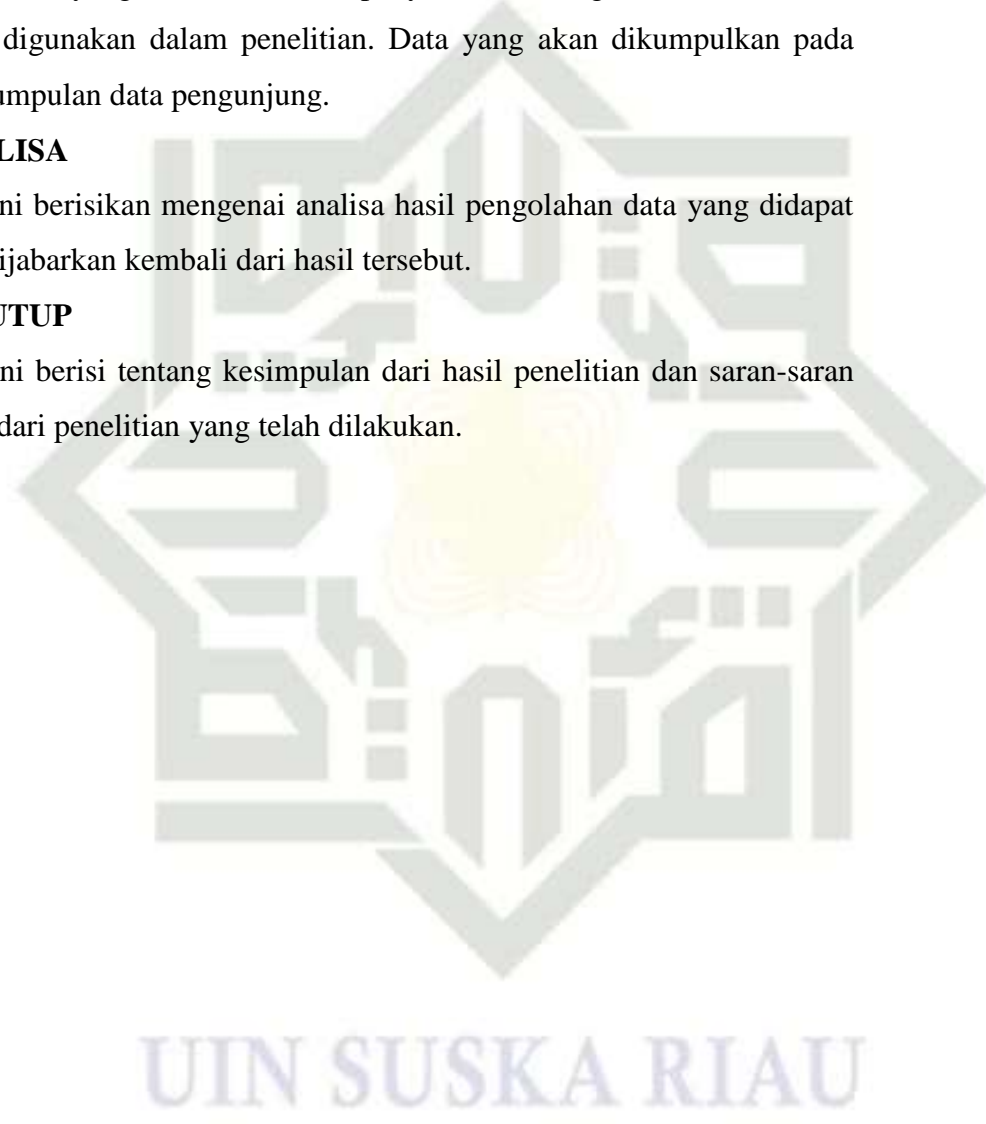 digunakan dalam penelitian. Data yang akan dikumpulkan pada
umpulan data pengunjung.
LISA
ni berisikan mengenai analisa hasil pengolahan data yang didapat
ijabarkan kembali dari hasil tersebut.
UTUP
ni berisi tentang kesimpulan dari hasil penelitian dan saran-saran
dari penelitian yang telah dilakukan.
UIN SUSKA RIAU